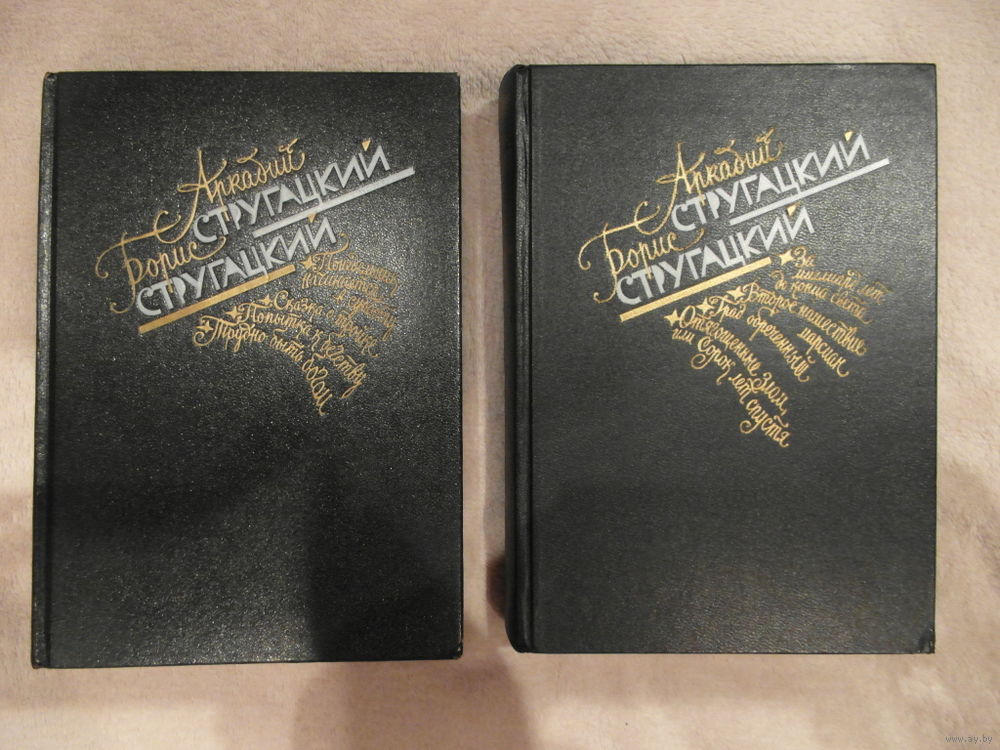 Аркадий
СТРУГАЦКИЙ
Борис
СТРУГАЦКИЙ
Понедельник
начинается
в субботу
Сказка о тройке
Попытка к бегству
Трудно быть богом
Аркадий
СТРУГАЦКИЙ
Борис
СТРУГАЦКИЙ
За
миллиард лет
до конца света
Второе нашествие
марсиан
Град обреченный
Отягощенные злом,
или Сорок лет спустя
www.ay.by